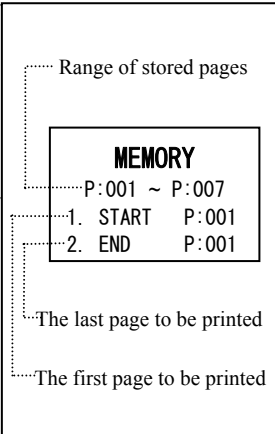 Range of stored pages
MEMORY
P:001 ~ P:007
1. START P:001
2. END P:001
The last page to be printed
The first page to be printed